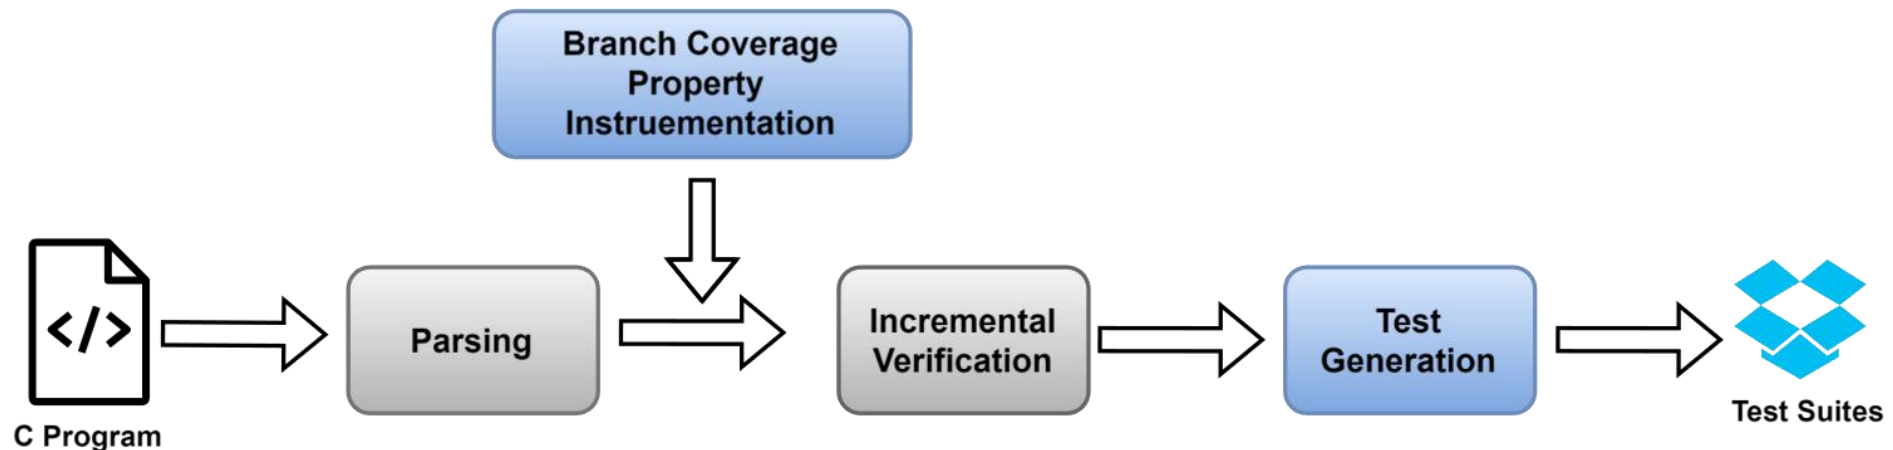 Branch Coverage
Property
Instruementation
</>
Parsing
Incremental
Verification
Test
Generation
C Program
Test Suites